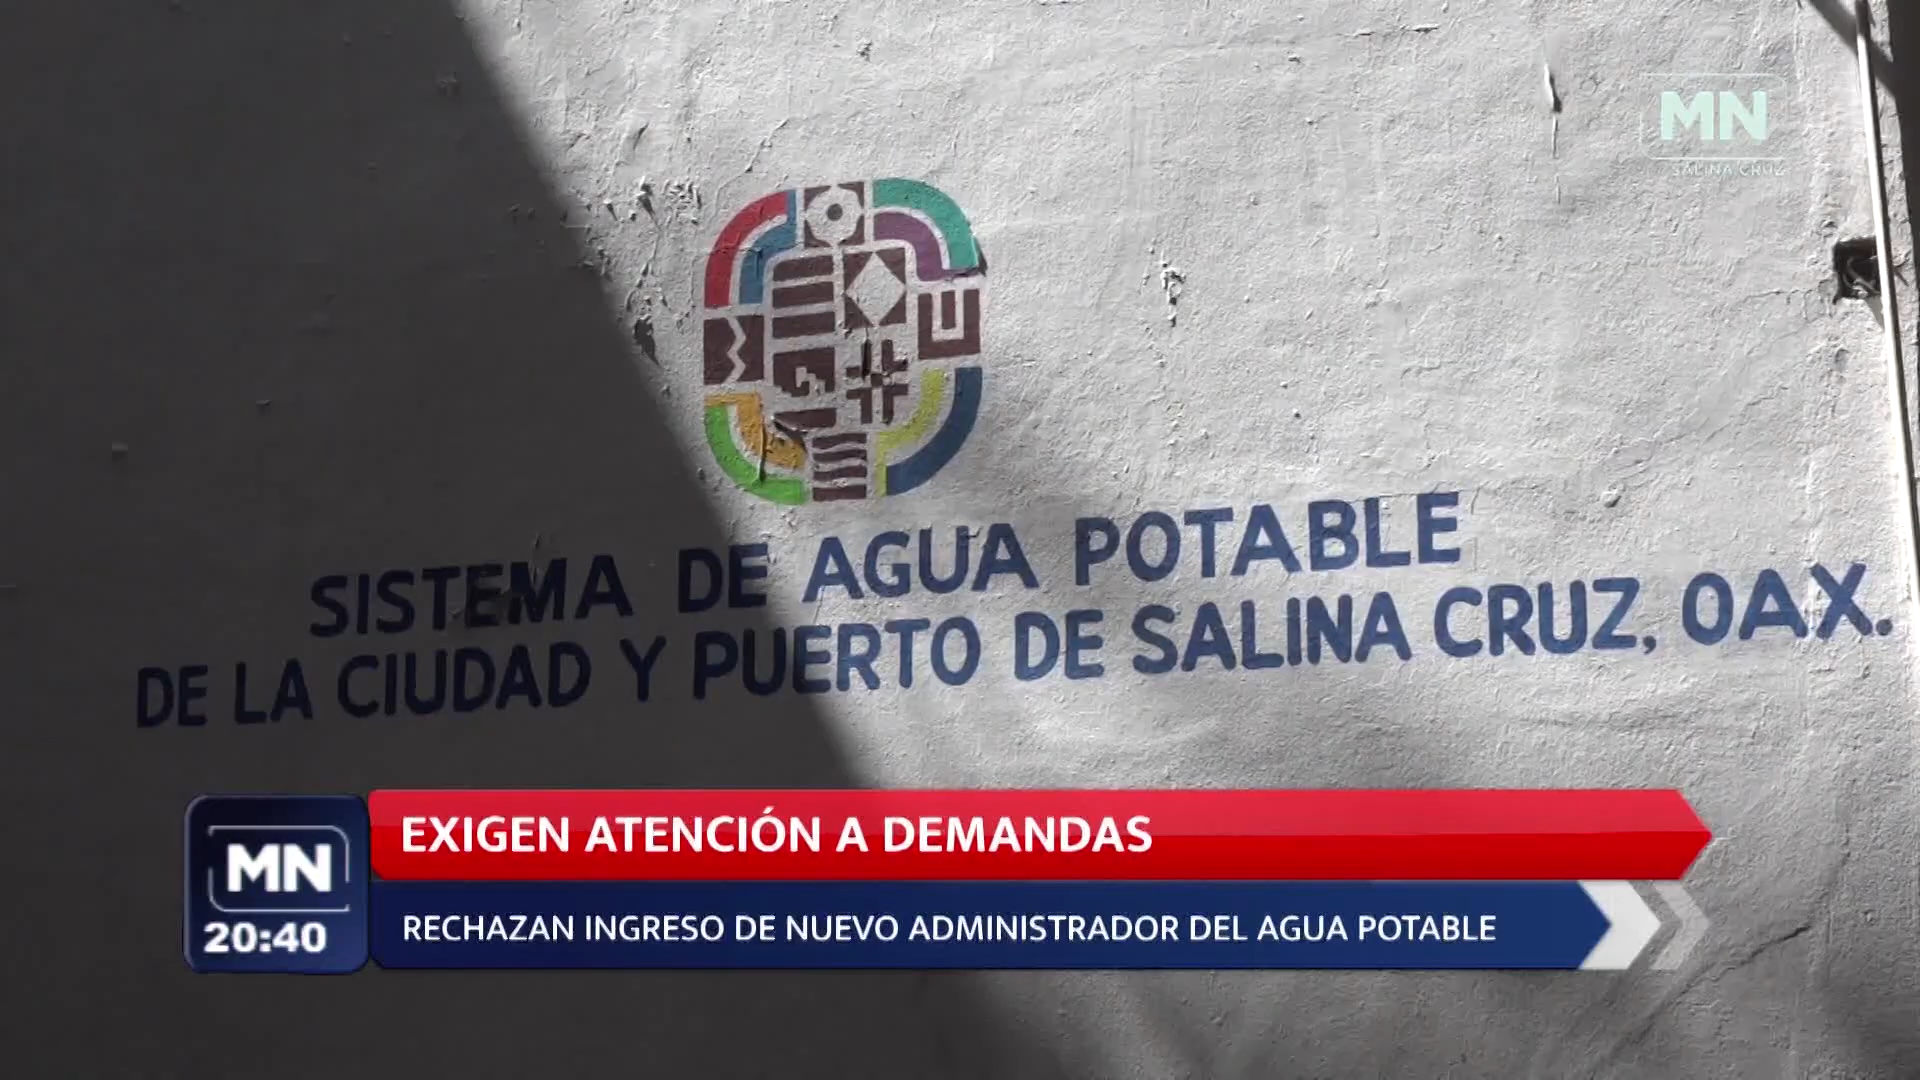 MN
SALINA CRUZ
SISTEMA DE AGUA POTABLE
DE LA CIUDAD Y PUERTO DE SALINA CRUZ, OAX.
EXIGEN ATENCIÓN A DEMANDAS
MN
20:40
RECHAZAN INGRESO DE NUEVO ADMINISTRADOR DEL AGUA POTABLE